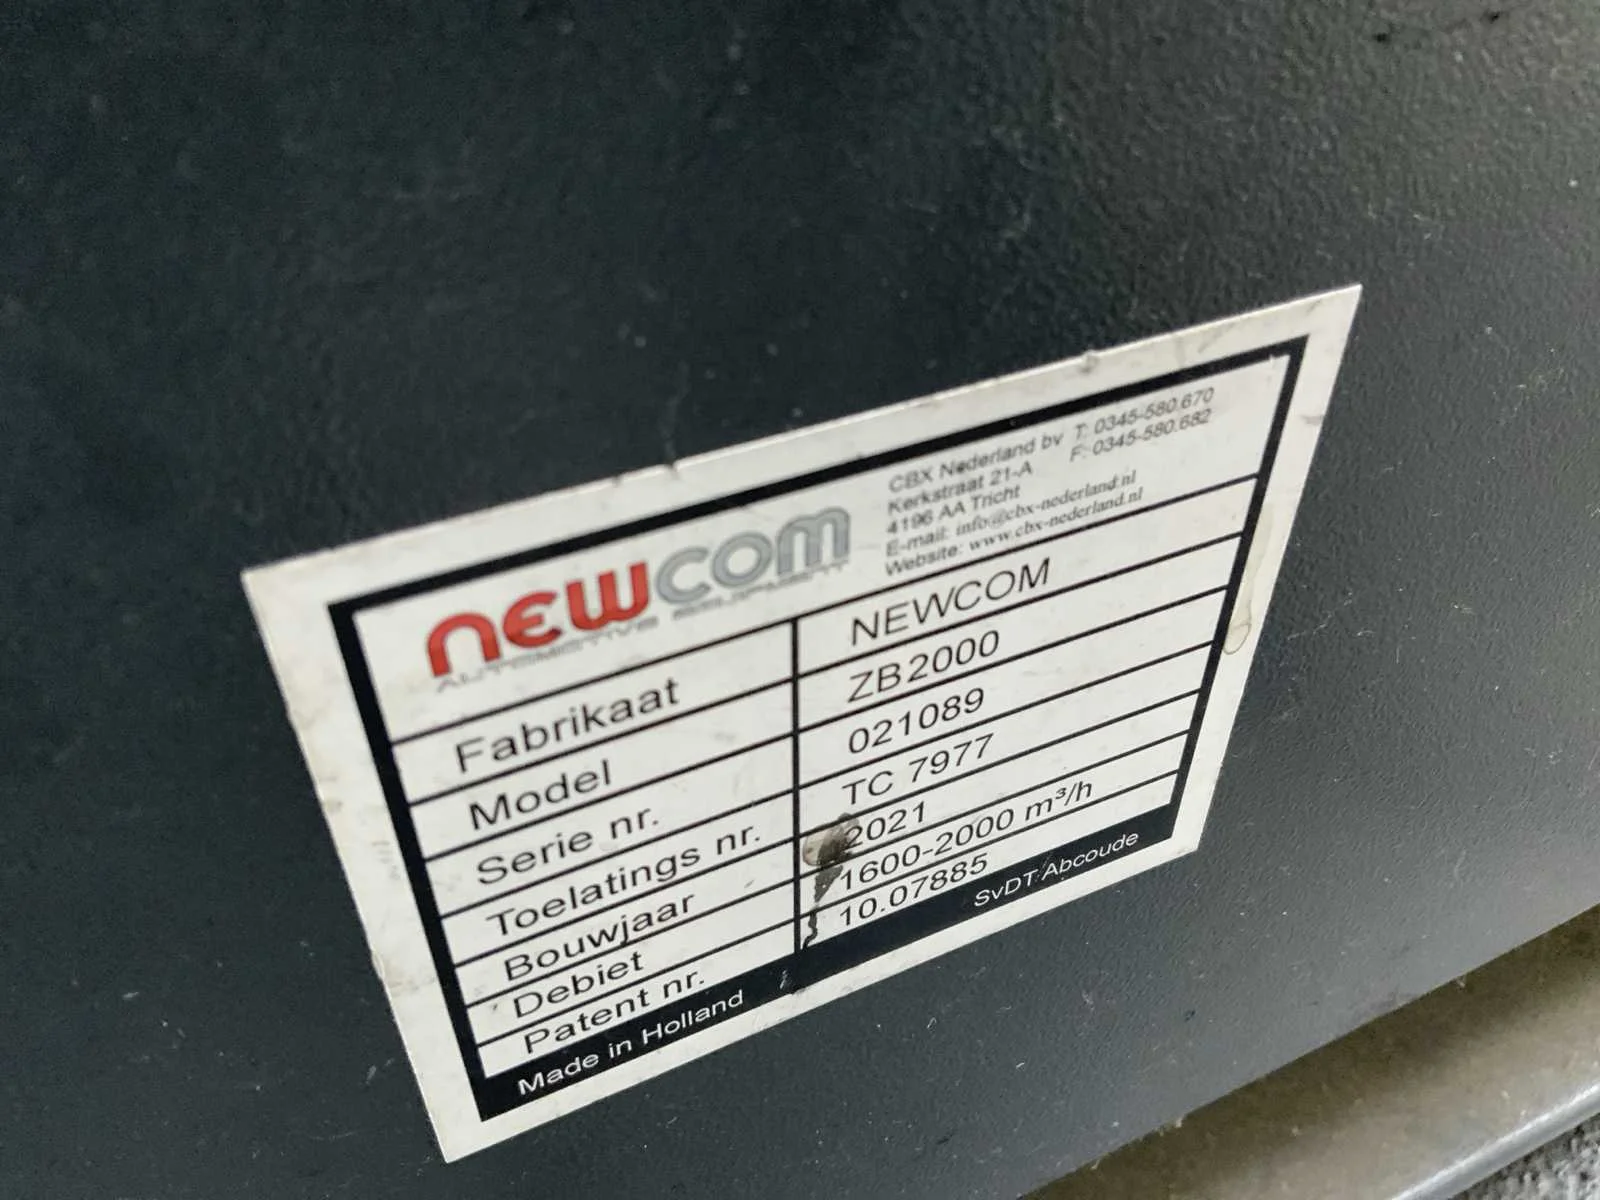 newcom
AUTOMOTIVE EQUIPMENT
CBX Nederland bv T: 0345-580.670
Kerkstraat 21-A F: 0345-580.682
4196 AA Tricht
E-mail: info@cbx-nederland.nl
Website: www.cbx-nederland.nl
Fabrikaat NEWCOM
Model ZB2000
Serie nr. 021089
Toelatings nr. TC 7977
Bouwjaar 2021
Debiet 1600-2000 m³/h
Patent nr. 10.07885
Made in Holland SvDT Abcoude